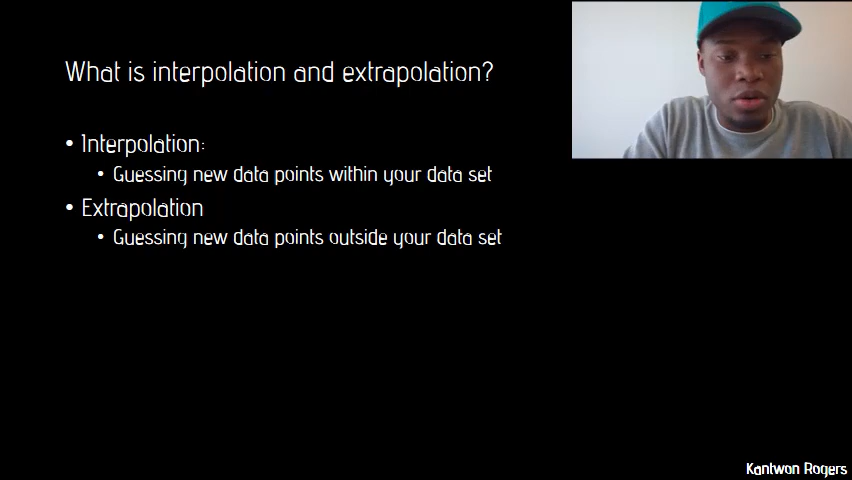 What is interpolation and extrapolation?
• Interpolation:
• Guessing new data points within your data set
• Extrapolation
• Guessing new data points outside your data set
Kantwon Rogers